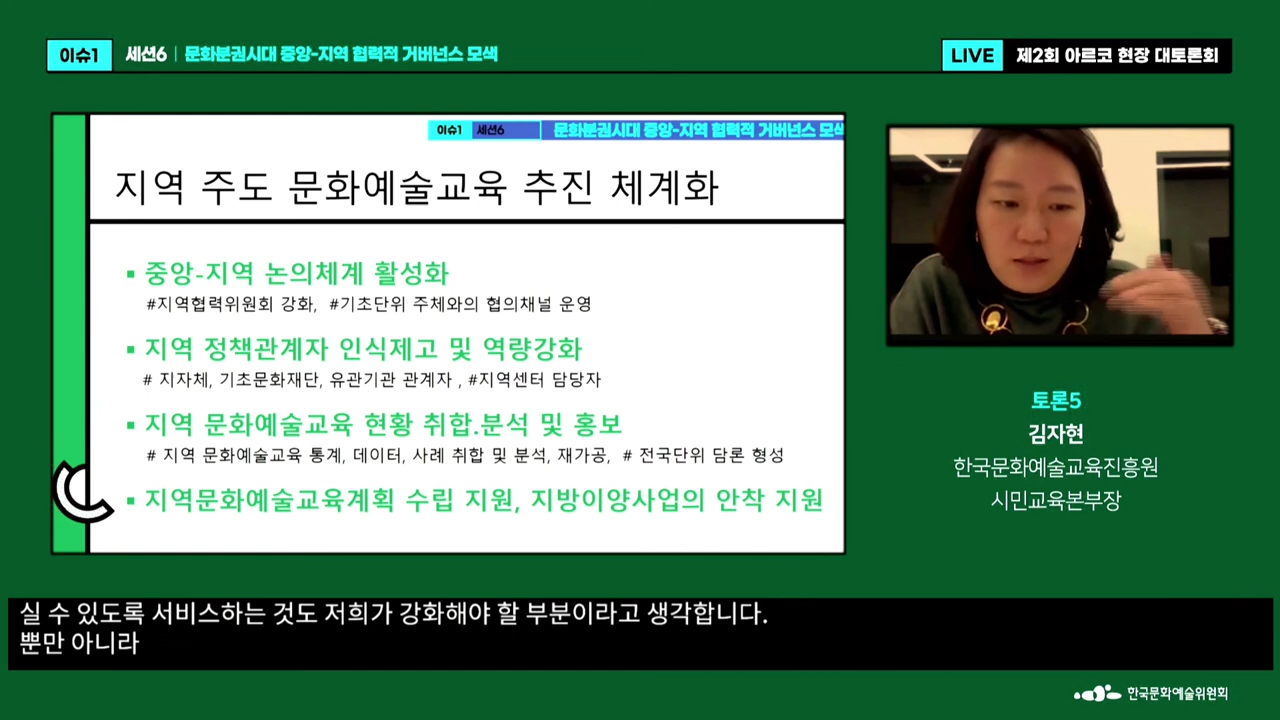 이슈1 세션6 | 문화분권시대 중앙-지역 협력적 거버넌스 모색
LIVE 제2회 아르코 현장 대토론회
이슈1 세션6 문화분권시대 중앙-지역 협력적 거버넌스 모색
지역 주도 문화예술교육 추진 체계화
▪ 중앙-지역 논의체계 활성화
#지역협력위원회 강화, #기초단위 주체와의 협의채널 운영
▪ 지역 정책관계자 인식제고 및 역량강화
# 지자체, 기초문화재단, 유관기관 관계자 , #지역센터 담당자
▪ 지역 문화예술교육 현황 취합.분석 및 홍보
# 지역 문화예술교육 통계, 데이터, 사례 취합 및 분석, 재가공, # 전국단위 담론 형성
▪ 지역문화예술교육계획 수립 지원, 지방이양사업의 안착 지원
토론5
김자현
한국문화예술교육진흥원
시민교육본부장
실 수 있도록 서비스하는 것도 저희가 강화해야 할 부분이라고 생각합니다.
뿐만 아니라
한국문화예술위원회